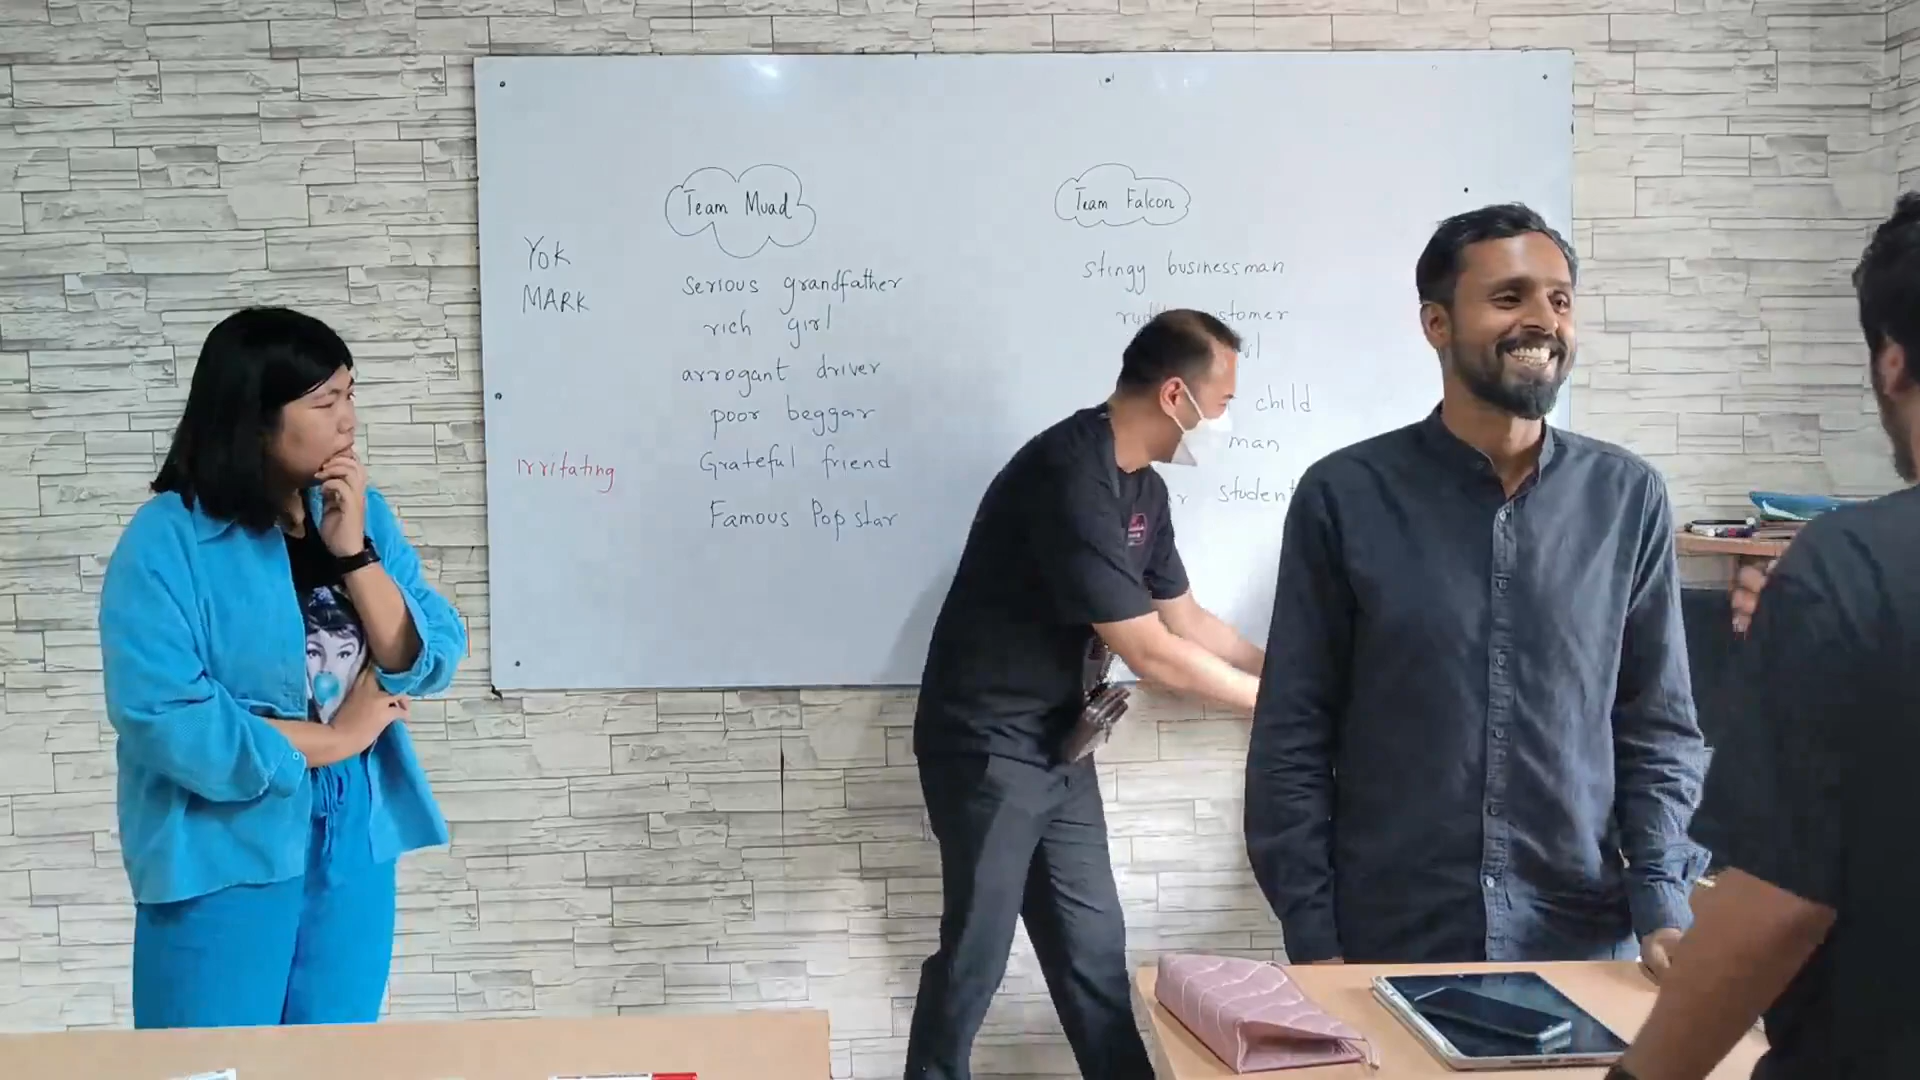 Team Muad
Team Falcon
YOK
MARK
serious grandfather
rich girl
arrogant driver
poor beggar
irritating
Grateful friend
Famous Pop star
stingy businessman
child
man
student